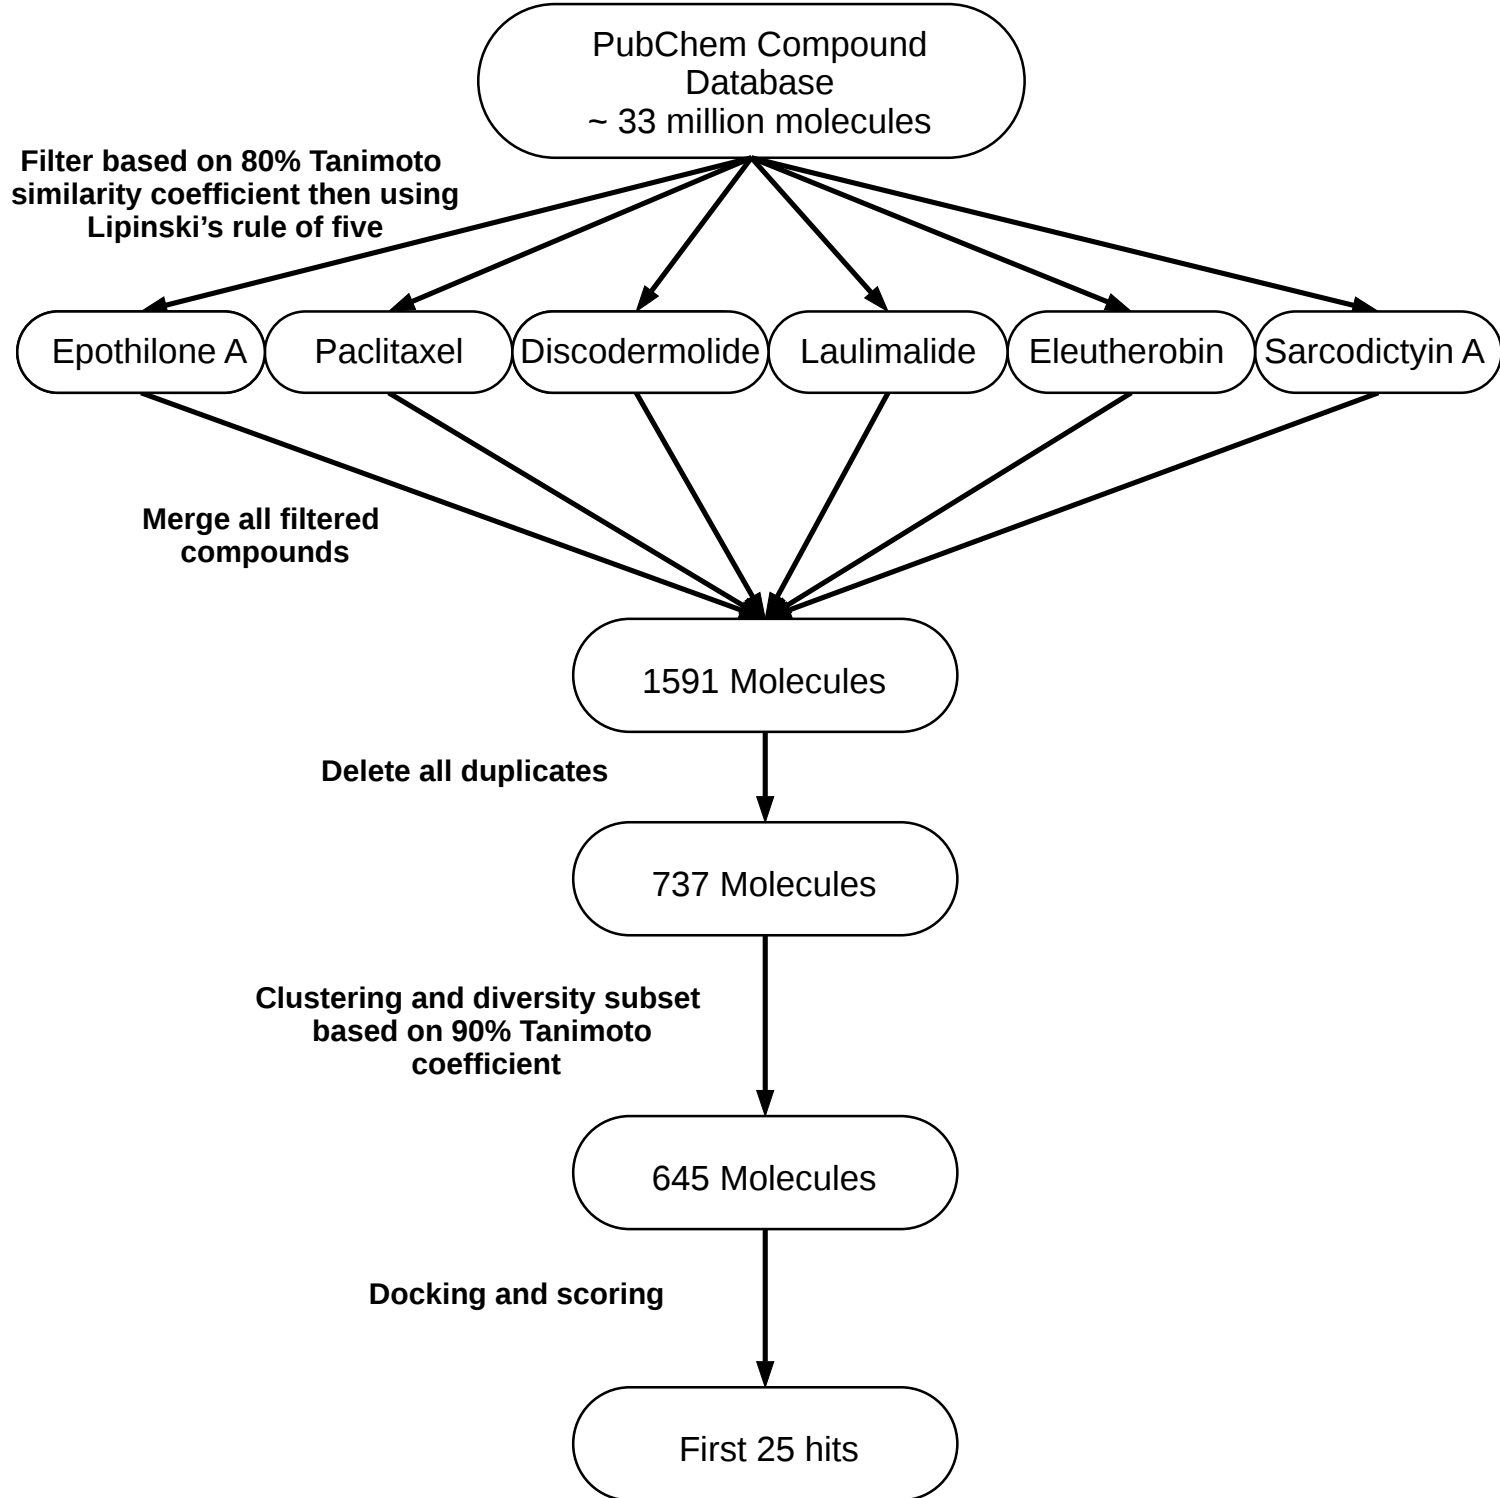 PubChem Compound
Database
~ 33 million molecules
Filter based on 80% Tanimoto
similarity coefficient then using
Lipinski’s rule of five
Epothilone A
Paclitaxel
Discodermolide
Laulimalide
Eleutherobin
Sarcodictyin A
Merge all filtered
compounds
1591 Molecules
Delete all duplicates
737 Molecules
Clustering and diversity subset
based on 90% Tanimoto
coefficient
645 Molecules
Docking and scoring
First 25 hits